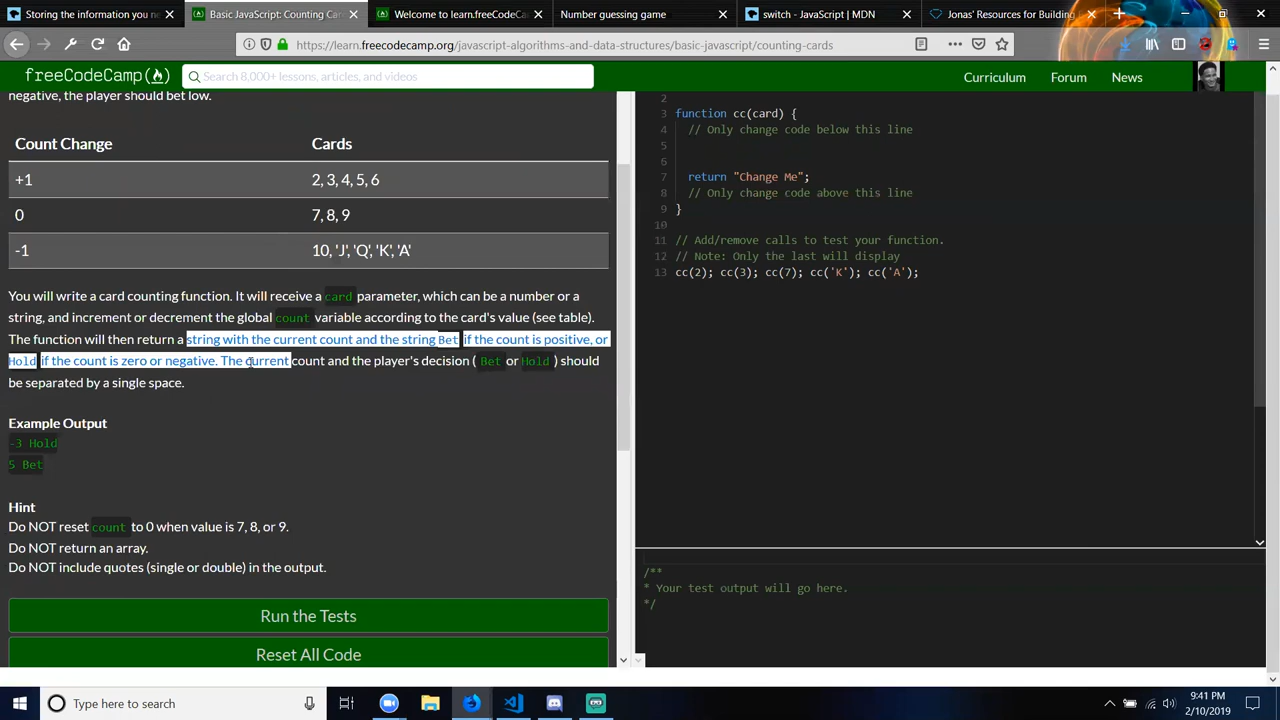 Storing the information you n
Basic JavaScript: Counting Car
Welcome to learn.freeCodeCa
Number guessing game
switch - JavaScript | MDN
Jonas' Resources for Building
https://learn.freecodecamp.org/javascript-algorithms-and-data-structures/basic-javascript/counting-cards
freeCodeCamp
Search 8,000+ lessons, articles, and videos
Curriculum
Forum
News
negative, the player should bet low.
Count Change Cards
+1 2, 3, 4, 5, 6
0 7, 8, 9
-1 10, 'J', 'Q', 'K', 'A'
You will write a card counting function. It will receive a card parameter, which can be a number or a
string, and increment or decrement the global count variable according to the card's value (see table).
The function will then return a string with the current count and the string Bet if the count is positive, or
Hold if the count is zero or negative. The current count and the player's decision ( Bet or Hold ) should
be separated by a single space.
Example Output
-3 Hold
5 Bet
Hint
Do NOT reset count to 0 when value is 7, 8, or 9.
Do NOT return an array.
Do NOT include quotes (single or double) in the output.
Run the Tests
Reset All Code
2
3 function cc(card) {
4 // Only change code below this line
5
6
7 return "Change Me";
8 // Only change code above this line
9 }
10
11 // Add/remove calls to test your function.
12 // Note: Only the last will display
13 cc(2); cc(3); cc(7); cc('K'); cc('A');
/**
* Your test output will go here.
*/
Type here to search
9:41 PM
2/10/2019